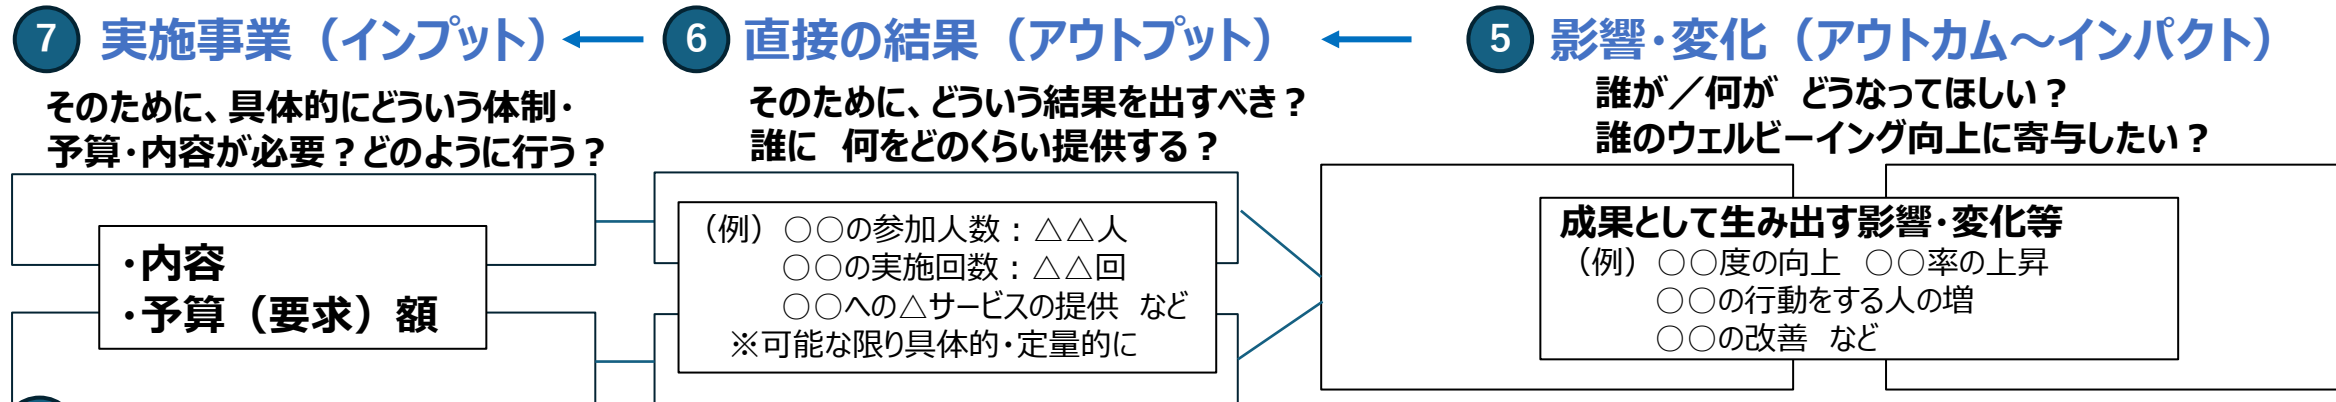 7 実施事業（インプット）
そのために、具体的にどういう体制・
予算・内容が必要？どのように行う？
・内容
・予算（要求）額
6 直接の結果（アウトプット）
そのために、どういう結果を出すべき？
誰に 何をどのくらい提供する？
（例）○○の参加人数：△△人
○○の実施回数：△△回
○○への△サービスの提供 など
※可能な限り具体的・定量的に
5 影響・変化（アウトカム～インパクト）
誰が／何が どうなってほしい？
誰のウェルビーイング向上に寄与したい？
成果として生み出す影響・変化等
（例）○○度の向上 ○○率の上昇
○○の行動をする人の増
○○の改善 など